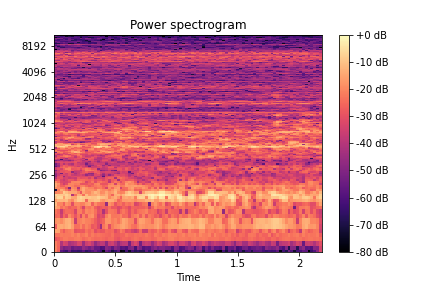 Power spectrogram
8192
4096
2048
1024
512
256
128
64
0
Hz
0
0.5
1
1.5
2
Time
+0 dB
-10 dB
-20 dB
-30 dB
-40 dB
-50 dB
-60 dB
-70 dB
-80 dB